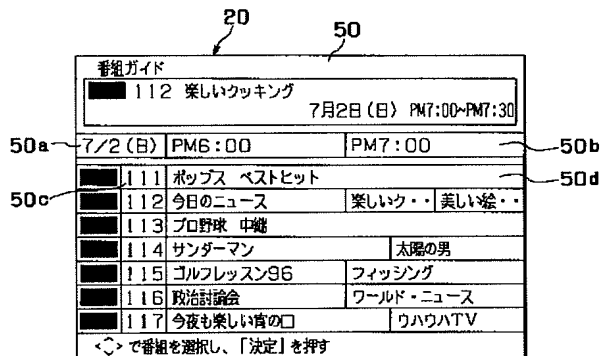 20
50
番組ガイド
112 楽しいクッキング
7月2日(日) PM7:00~PM7:30
50a 7/2(日) PM6:00 PM7:00 50b
50c 111 ポップス ベストヒット 50d
112 今日のニュース 楽しいク・・ 美しい絵・・
113 プロ野球 中継
114 サンダーマン 太陽の男
115 ゴルフレッスン96 フィッシング
116 政治討論会 ワールド・ニュース
117 今夜も楽しい宵の口 ウハウハTV
で番組を選択し、「決定」を押す